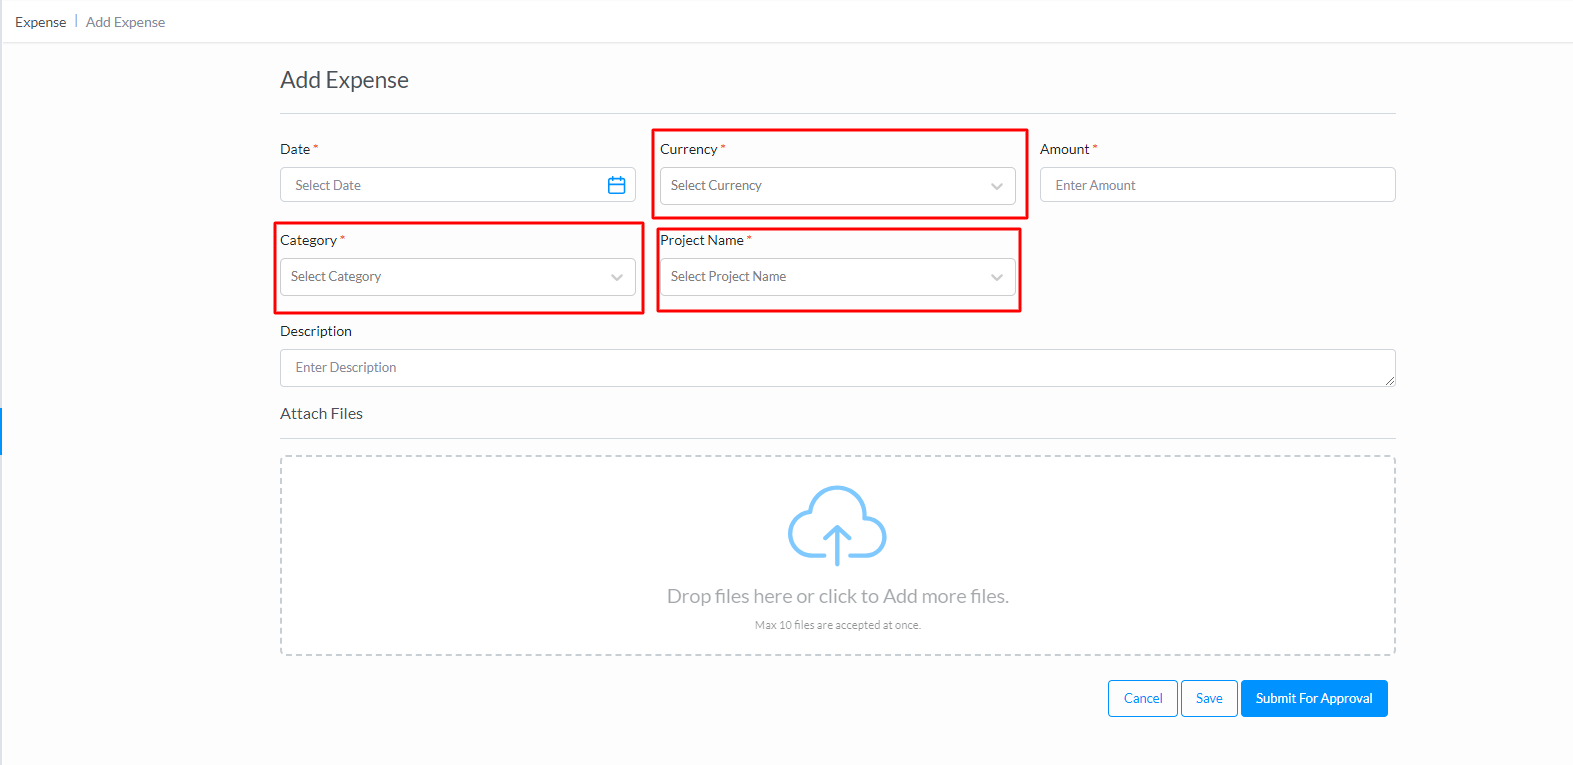 Expense | Add Expense
Add Expense
Date * Currency * Amount *
Select Date Select Currency Enter Amount
Category * Project Name *
Select Category Select Project Name
Description
Enter Description
Attach Files
Drop files here or click to Add more files.
Max 10 files are accepted at once.
Cancel Save Submit For Approval